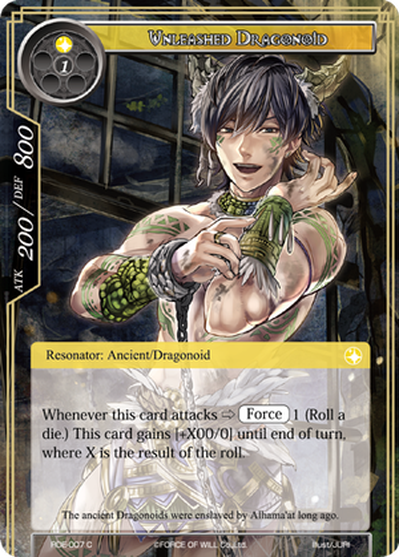 Unleashed Dragonoid
1
ATK 200 / DEF 800
Resonator: Ancient/Dragonoid
Whenever this card attacks ⇨ Force 1 (Roll a
die.) This card gains [+X00/0] until end of turn,
where X is the result of the roll.
The ancient Dragonoids were enslaved by Alhama'at long ago.
FOE-007 C ©FORCE OF WILL Co.,Ltd. Illust/JUN